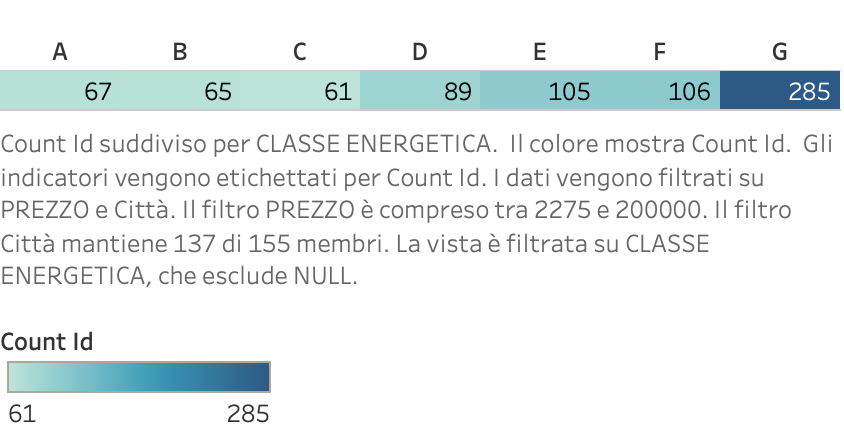 A B C D E F G
67 65 61 89 105 106 285
Count Id suddiviso per CLASSE ENERGETICA.  Il colore mostra Count Id.  Gli
indicatori vengono etichettati per Count Id. I dati vengono filtrati su
PREZZO e Città. Il filtro PREZZO è compreso tra 2275 e 200000. Il filtro
Città mantiene 137 di 155 membri. La vista è filtrata su CLASSE
ENERGETICA, che esclude NULL.
Count Id
61 285